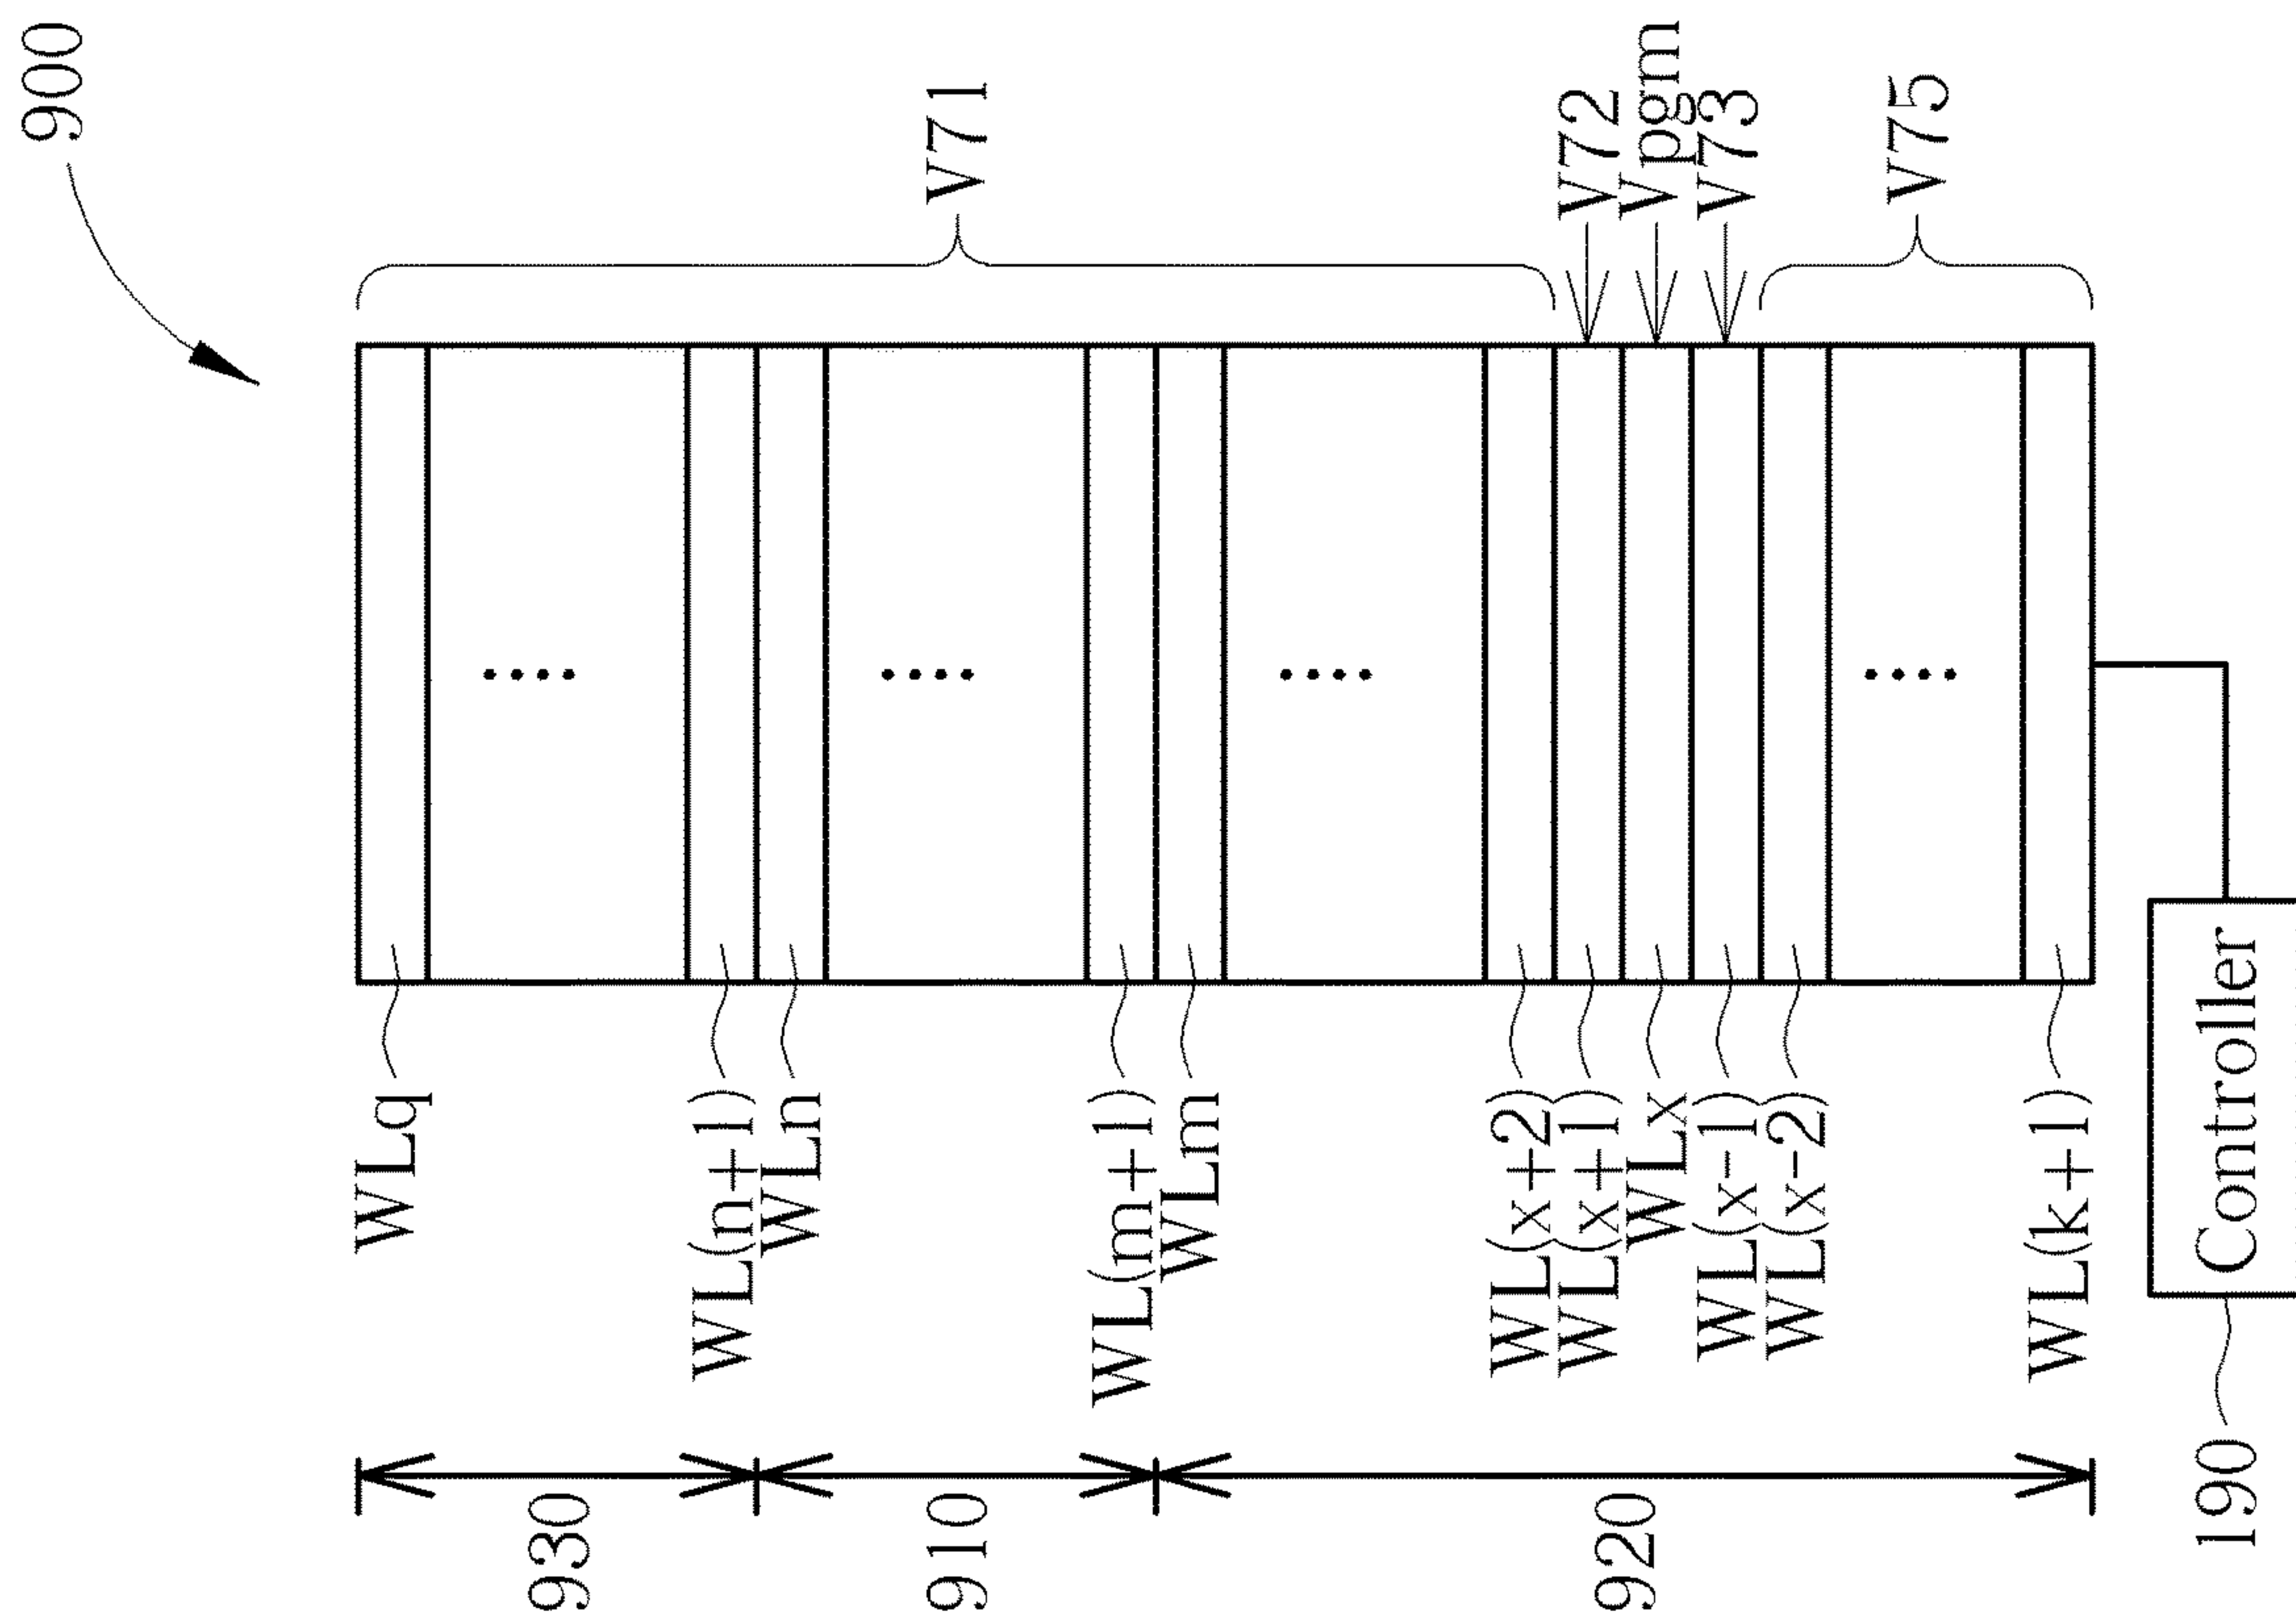 900
WLq
WL(n+1)
WLn
WL(m+1)
WLm
WL(x+2)
WL(x+1)
WLx
WL(x-1)
WL(x-2)
WL(k+1)
V71
V72
Vpgm
V73
V75
930
910
920
190
Controller